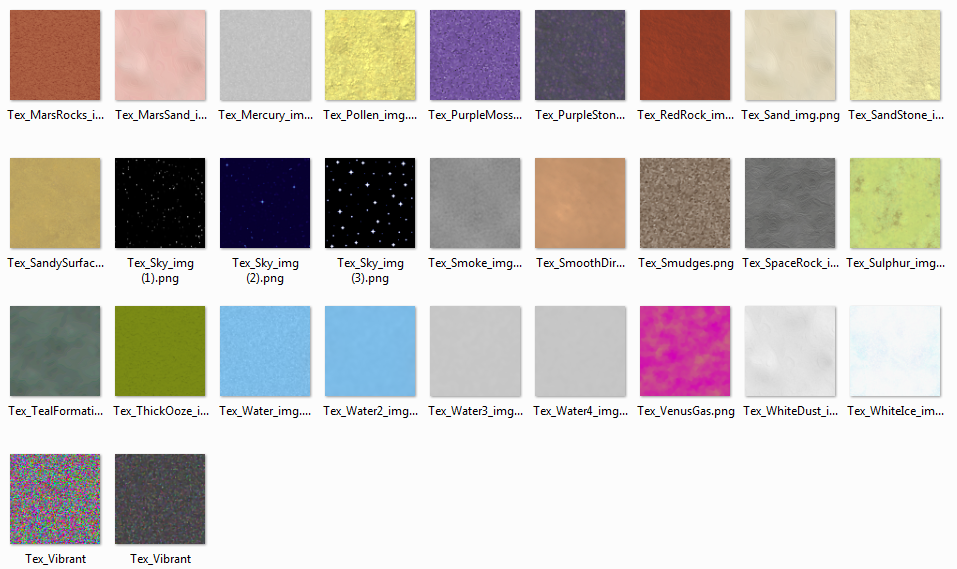 Tex_MarsRocks_i...
Tex_MarsSand_i...
Tex_Mercury_im...
Tex_Pollen_img....
Tex_PurpleMoss...
Tex_PurpleSton...
Tex_RedRock_im...
Tex_Sand_img.png
Tex_SandStone_i...
Tex_SandySurfac...
Tex_Sky_img
(1).png
Tex_Sky_img
(2).png
Tex_Sky_img
(3).png
Tex_Smoke_img...
Tex_SmoothDir...
Tex_Smudges.png
Tex_SpaceRock_i...
Tex_Sulphur_img...
Tex_TealFormati...
Tex_ThickOoze_i...
Tex_Water_img....
Tex_Water2_img...
Tex_Water3_img...
Tex_Water4_img...
Tex_VenusGas.png
Tex_WhiteDust_i...
Tex_WhiteIce_im...
Tex_Vibrant
Tex_Vibrant